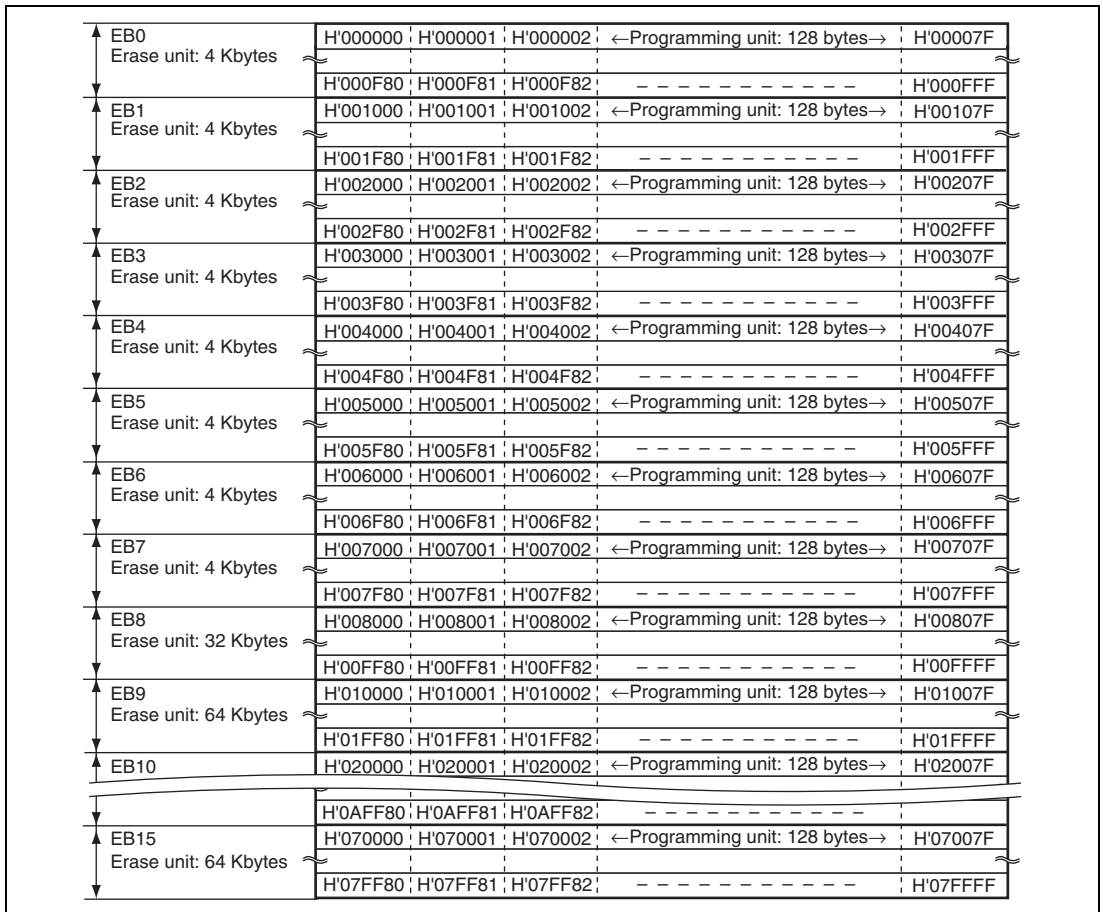 EB0 H'000000 H'000001 H'000002 ←Programming unit: 128 bytes→ H'00007F
Erase unit: 4 Kbytes
H'000F80 H'000F81 H'000F82 – – – – – – – – – – – H'000FFF
EB1 H'001000 H'001001 H'001002 ←Programming unit: 128 bytes→ H'00107F
Erase unit: 4 Kbytes
H'001F80 H'001F81 H'001F82 – – – – – – – – – – – H'001FFF
EB2 H'002000 H'002001 H'002002 ←Programming unit: 128 bytes→ H'00207F
Erase unit: 4 Kbytes
H'002F80 H'002F81 H'002F82 – – – – – – – – – – – H'002FFF
EB3 H'003000 H'003001 H'003002 ←Programming unit: 128 bytes→ H'00307F
Erase unit: 4 Kbytes
H'003F80 H'003F81 H'003F82 – – – – – – – – – – – H'003FFF
EB4 H'004000 H'004001 H'004002 ←Programming unit: 128 bytes→ H'00407F
Erase unit: 4 Kbytes
H'004F80 H'004F81 H'004F82 – – – – – – – – – – – H'004FFF
EB5 H'005000 H'005001 H'005002 ←Programming unit: 128 bytes→ H'00507F
Erase unit: 4 Kbytes
H'005F80 H'005F81 H'005F82 – – – – – – – – – – – H'005FFF
EB6 H'006000 H'006001 H'006002 ←Programming unit: 128 bytes→ H'00607F
Erase unit: 4 Kbytes
H'006F80 H'006F81 H'006F82 – – – – – – – – – – – H'006FFF
EB7 H'007000 H'007001 H'007002 ←Programming unit: 128 bytes→ H'00707F
Erase unit: 4 Kbytes
H'007F80 H'007F81 H'007F82 – – – – – – – – – – – H'007FFF
EB8 H'008000 H'008001 H'008002 ←Programming unit: 128 bytes→ H'00807F
Erase unit: 32 Kbytes
H'00FF80 H'00FF81 H'00FF82 – – – – – – – – – – – H'00FFFF
EB9 H'010000 H'010001 H'010002 ←Programming unit: 128 bytes→ H'01007F
Erase unit: 64 Kbytes
H'01FF80 H'01FF81 H'01FF82 – – – – – – – – – – – H'01FFFF
EB10 H'020000 H'020001 H'020002 ←Programming unit: 128 bytes→ H'02007F
H'0AFF80 H'0AFF81 H'0AFF82 – – – – – – – – – – –
EB15 H'070000 H'070001 H'070002 ←Programming unit: 128 bytes→ H'07007F
Erase unit: 64 Kbytes
H'07FF80 H'07FF81 H'07FF82 – – – – – – – – – – – H'07FFFF